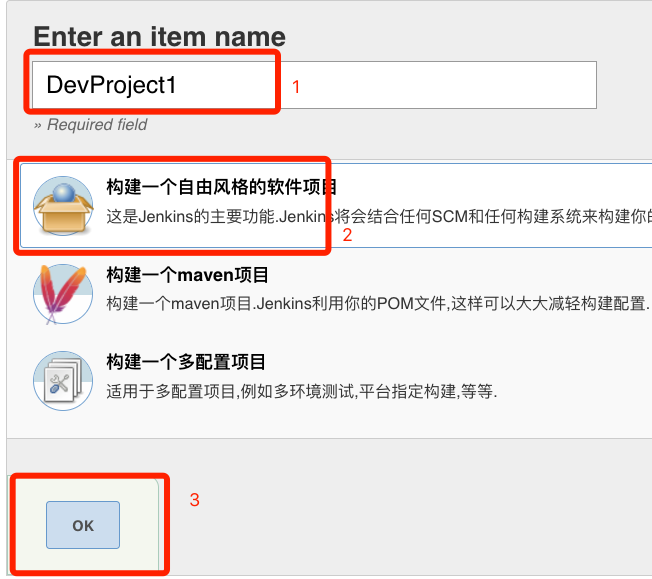 Enter an item name
DevProject1
1
» Required field
构建一个自由风格的软件项目
这是Jenkins的主要功能.Jenkins将会结合任何SCM和任何构建系统来构建你的
2
构建一个maven项目
构建一个maven项目.Jenkins利用你的POM文件,这样可以大大减轻构建配置.
构建一个多配置项目
适用于多配置项目,例如多环境测试,平台指定构建,等等.
OK
3